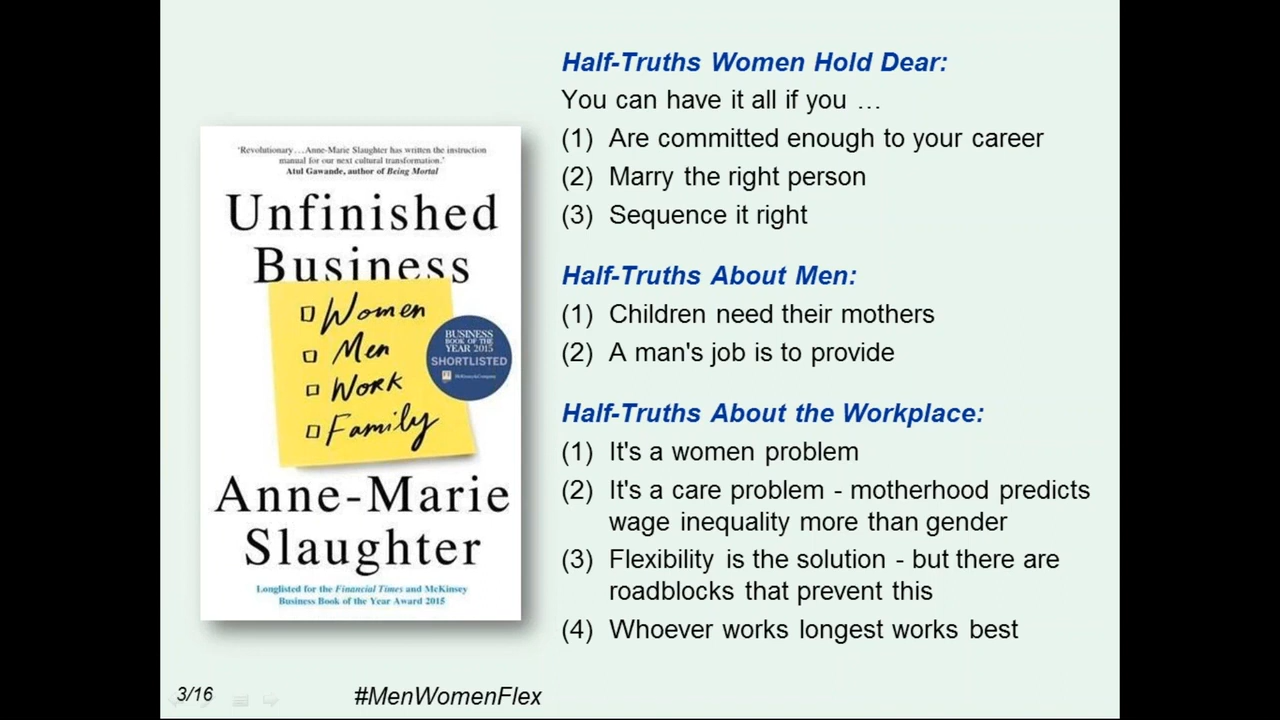 Half-Truths Women Hold Dear:
You can have it all if you …
(1) Are committed enough to your career
(2) Marry the right person
(3) Sequence it right
Half-Truths About Men:
(1) Children need their mothers
(2) A man's job is to provide
Half-Truths About the Workplace:
(1) It's a women problem
(2) It's a care problem - motherhood predicts
wage inequality more than gender
(3) Flexibility is the solution - but there are
roadblocks that prevent this
(4) Whoever works longest works best
'Revolutionary…Anne-Marie Slaughter has written the instruction
manual for our next cultural transformation.'
Atul Gawande, author of Being Mortal
Unfinished
Business
Women
Men
Work
Family
BUSINESS
BOOK OF THE
YEAR 2015
SHORTLISTED
McKinsey&Company
Anne-Marie
Slaughter
Longlisted for the Financial Times and McKinsey
Business Book of the Year Award 2015
3/16
#MenWomenFlex